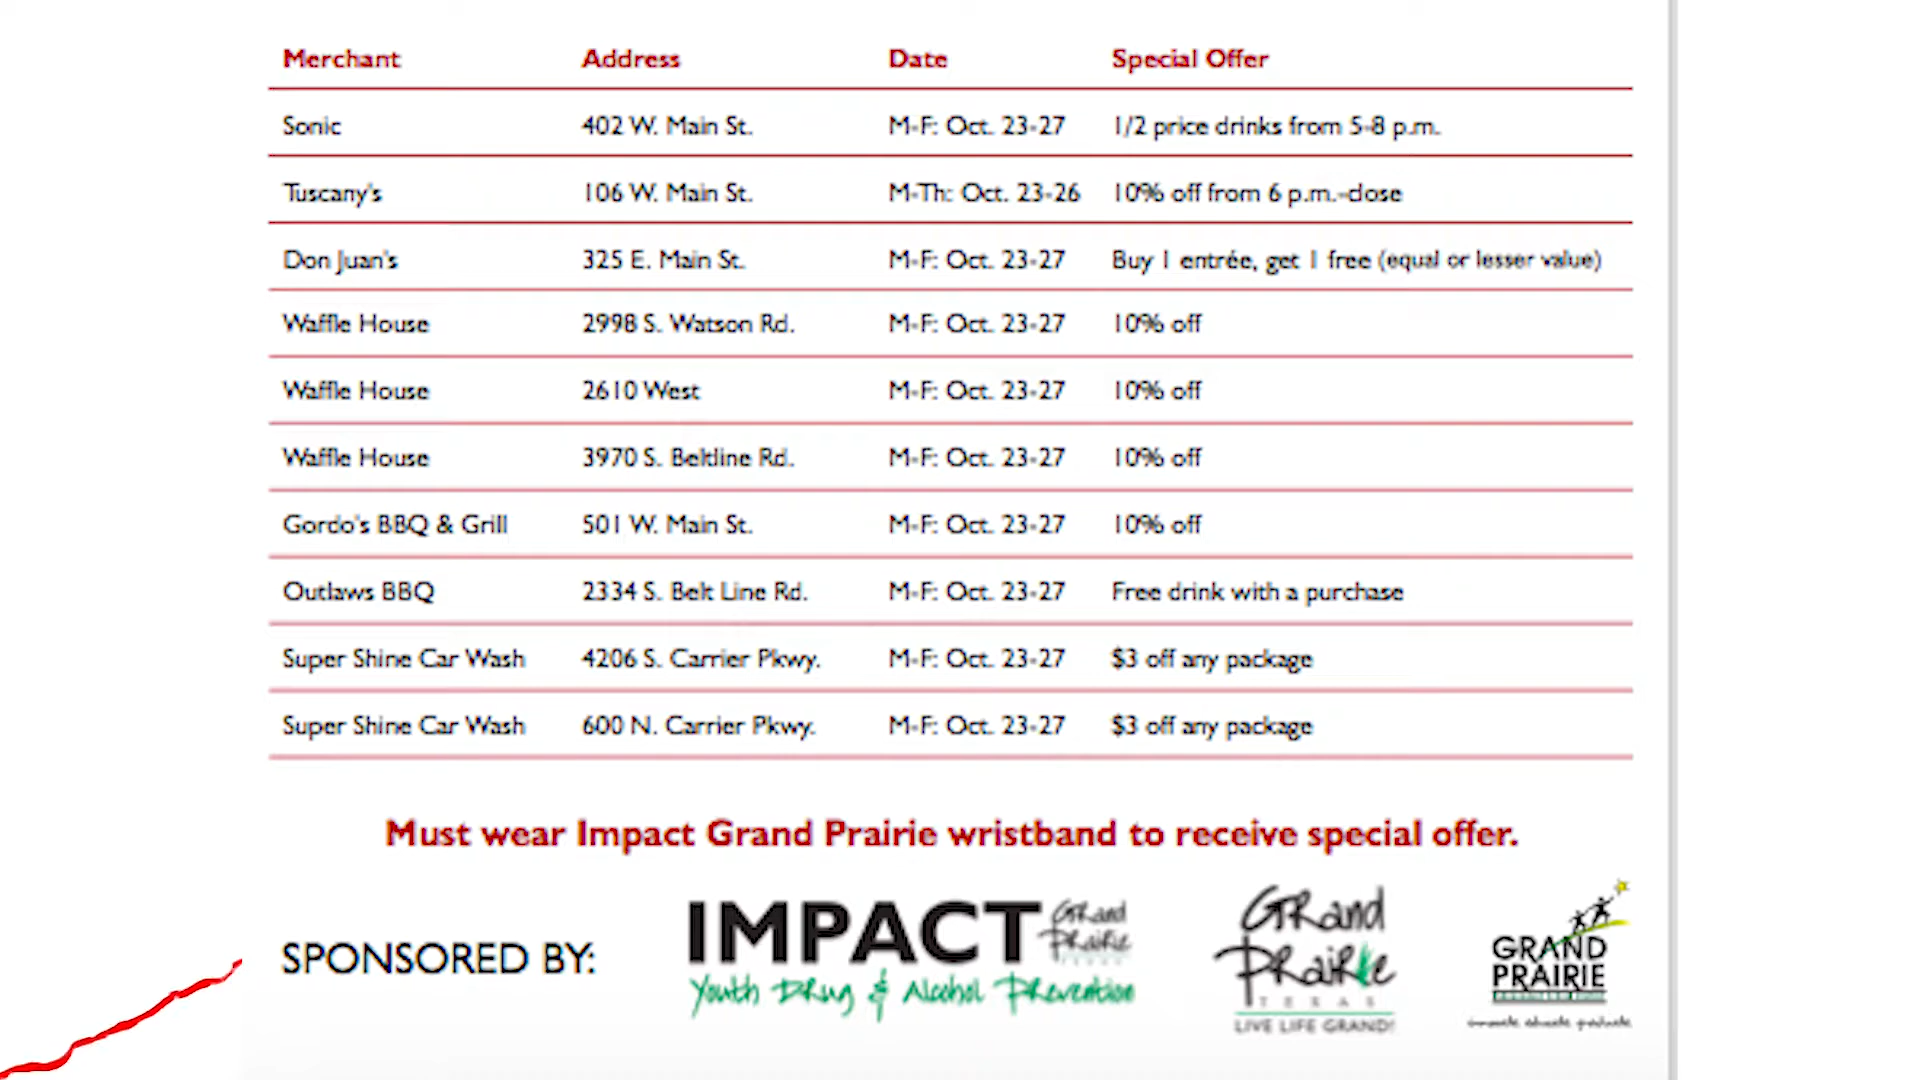 Merchant Address Date Special Offer
Sonic 402 W. Main St. M-F: Oct. 23-27 1/2 price drinks from 5-8 p.m.
Tuscany's 106 W. Main St. M-Th: Oct. 23-26 10% off from 6 p.m.-close
Don Juan's 325 E. Main St. M-F: Oct. 23-27 Buy 1 entrée, get 1 free (equal or lesser value)
Waffle House 2998 S. Watson Rd. M-F: Oct. 23-27 10% off
Waffle House 2610 West M-F: Oct. 23-27 10% off
Waffle House 3970 S. Beltline Rd. M-F: Oct. 23-27 10% off
Gordo's BBQ & Grill 501 W. Main St. M-F: Oct. 23-27 10% off
Outlaws BBQ 2334 S. Belt Line Rd. M-F: Oct. 23-27 Free drink with a purchase
Super Shine Car Wash 4206 S. Carrier Pkwy. M-F: Oct. 23-27 $3 off any package
Super Shine Car Wash 600 N. Carrier Pkwy. M-F: Oct. 23-27 $3 off any package
Must wear Impact Grand Prairie wristband to receive special offer.
SPONSORED BY:
IMPACT Grand Prairie
Youth Drug & Alcohol Prevention
Grand
Prairie
TEXAS
LIVE LIFE GRAND!
GRAND
PRAIRIE
innovate educate graduate